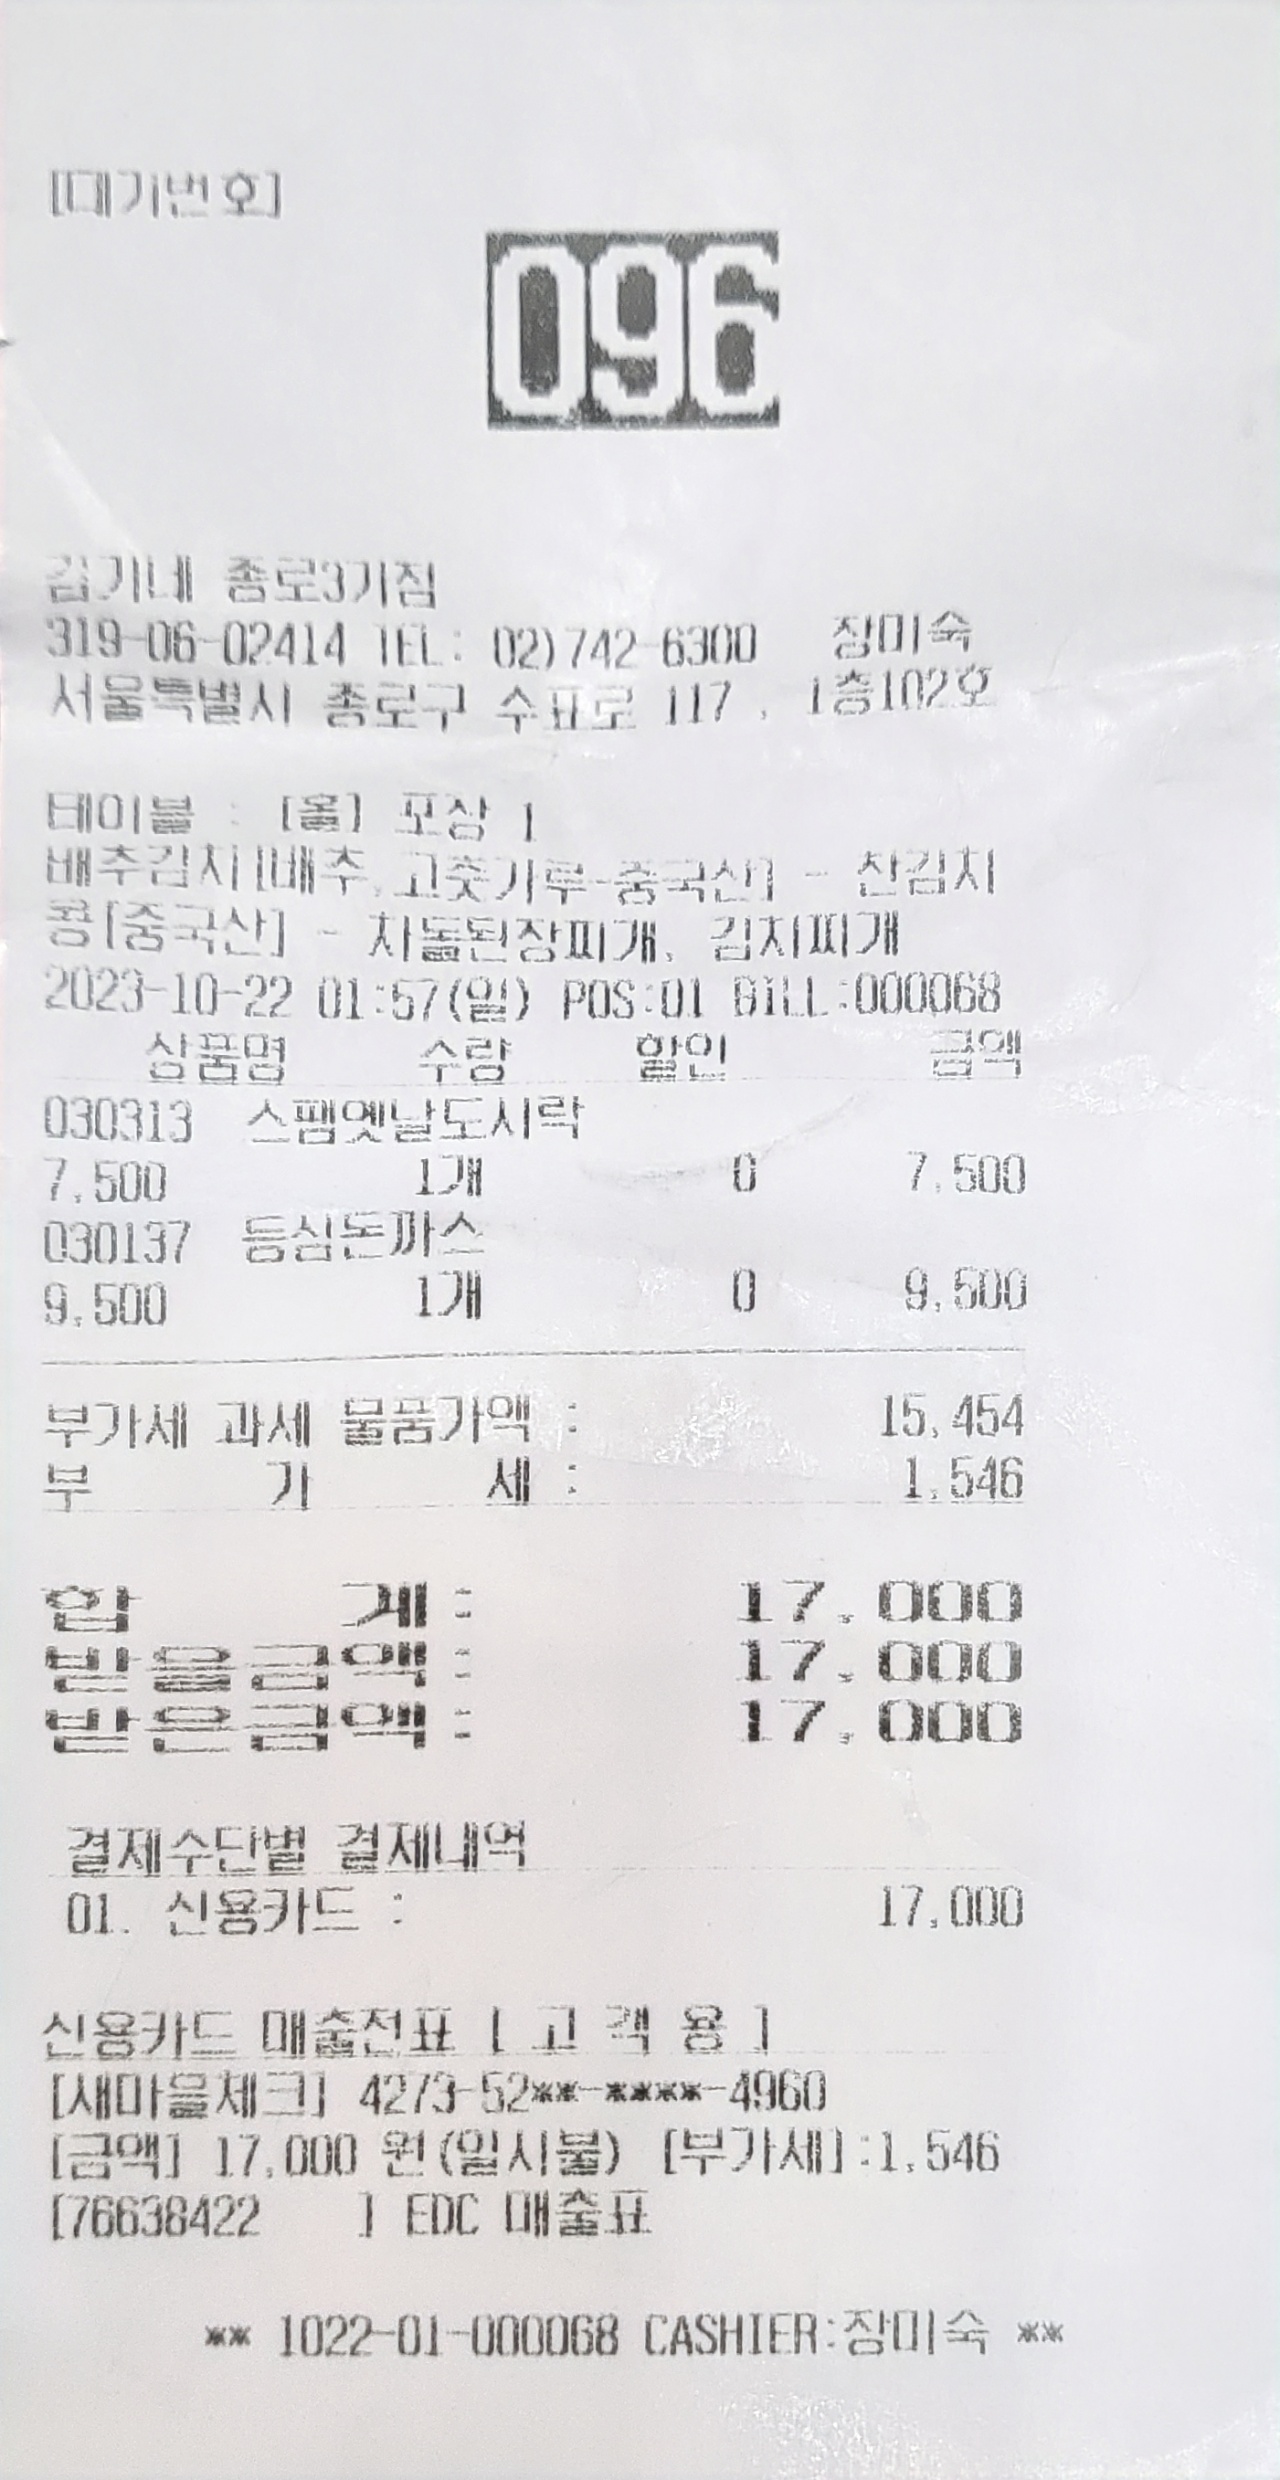 [대기번호]
096
김가네 종로3가점
319-06-02414 TEL: 02)742-6300 장미숙
서울특별시 종로구 수표로 117 , 1층102호
테이블 : [홀] 포장 1
배추김치[배추,고춧가루-중국산] - 찬김치
콩[중국산] - 차돌된장찌개, 김치찌개
2023-10-22 01:57(일) POS:01 BILL:000068
상품명 수량 할인 금액
030313 스팸옛날도시락
7,500 1개 0 7,500
030137 등심돈까스
9,500 1개 0 9,500
부가세 과세 물품가액 : 15,454
부 가 세 : 1,546
합 계 : 17,000
받을금액 : 17,000
받은금액 : 17,000
결제수단별 결제내역
01. 신용카드 : 17,000
신용카드 매출전표 [ 고 객 용 ]
[새마을체크] 4273-52**-****-4960
[금액] 17,000 원(일시불) [부가세]:1,546
[76638422 ] EDC 매출표
** 1022-01-000068 CASHIER:장미숙 **